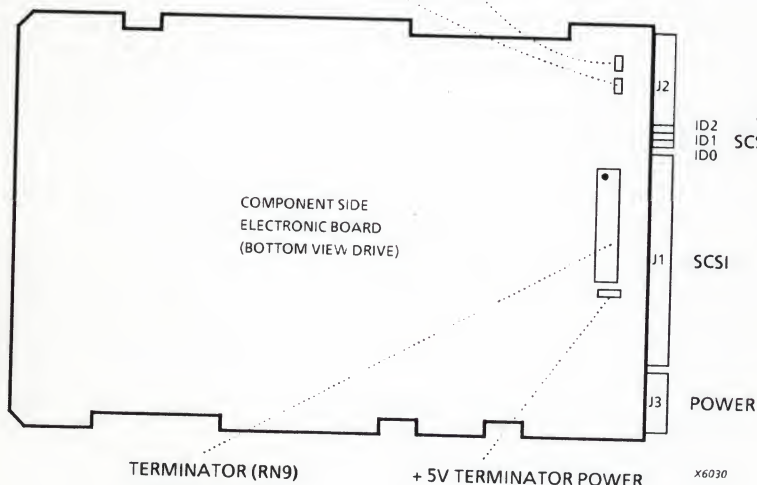 J2
ID2
ID1
ID0
COMPONENT SIDE
ELECTRONIC BOARD
(BOTTOM VIEW DRIVE)
J1
SCSI
J3
POWER
TERMINATOR (RN9)
+ 5V TERMINATOR POWER
X6030